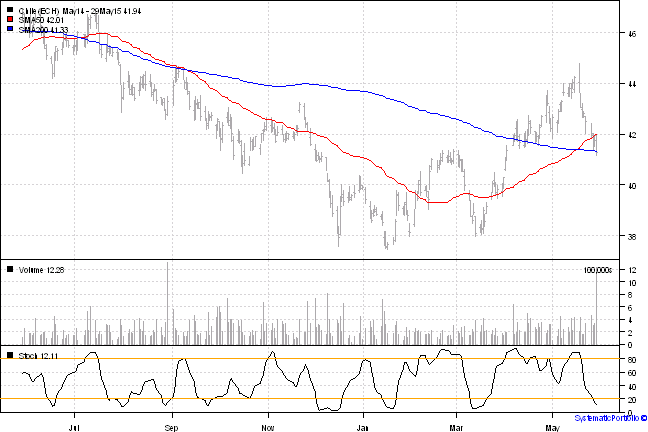 Chile (ECH) May14 - 29May15 41.94
SMA50 42.01
SMA200 41.33
46
44
42
40
38
Volume 12.28
100,000s
12
10
8
6
4
2
0
Stoch 12.11
80
60
40
20
0
Jul Sep Nov Jan Mar May
SystematicPortfolio ©